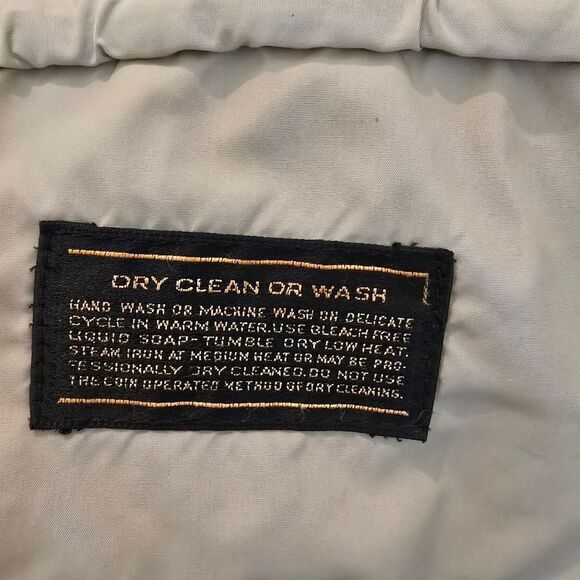 DRY CLEAN OR WASH
HAND WASH OR MACHINE WASH ON DELICATE
CYCLE IN WARM WATER.USE BLEACH FREE
LIQUID SOAP-TUMBLE DRY LOW HEAT.
STEAM IRON AT MEDIUM HEAT OR MAY BE PRO-
FESSIONALLY DRY CLEANED.DO NOT USE
THE COIN OPERATED METHOD OF DRY CLEANING.